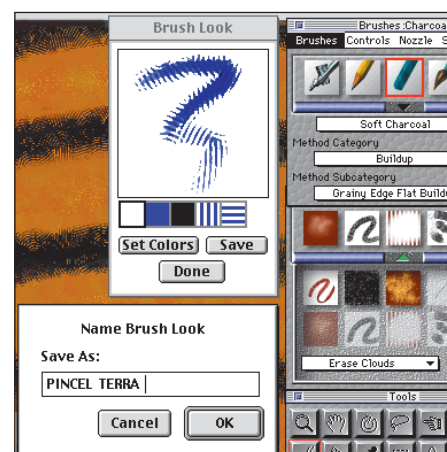 Brush Look
Set Colors
Save
Done
Name Brush Look
Save As:
PINCEL TERRA
Cancel
OK
Brushes :Charcoa
Brushes Controls Nozzle S
Soft Charcoal
Method Category
Buildup
Method Subcategory
Grainy Edge Flat Build
Erase Clouds
Tools